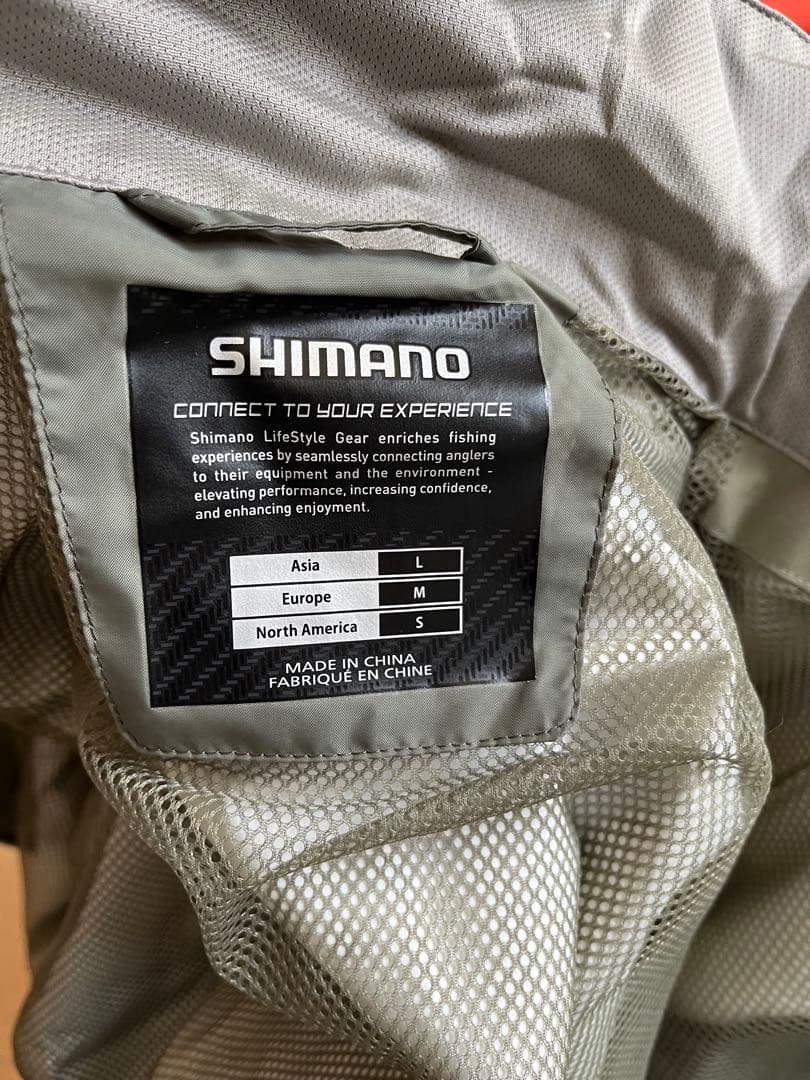 SHIMANO
CONNECT TO YOUR EXPERIENCE
Shimano LifeStyle Gear enriches fishing
experiences by seamlessly connecting anglers
to their equipment and the environment -
elevating performance, increasing confidence,
and enhancing enjoyment.
Asia L
Europe M
North America S
MADE IN CHINA
FABRIQUÉ EN CHINE